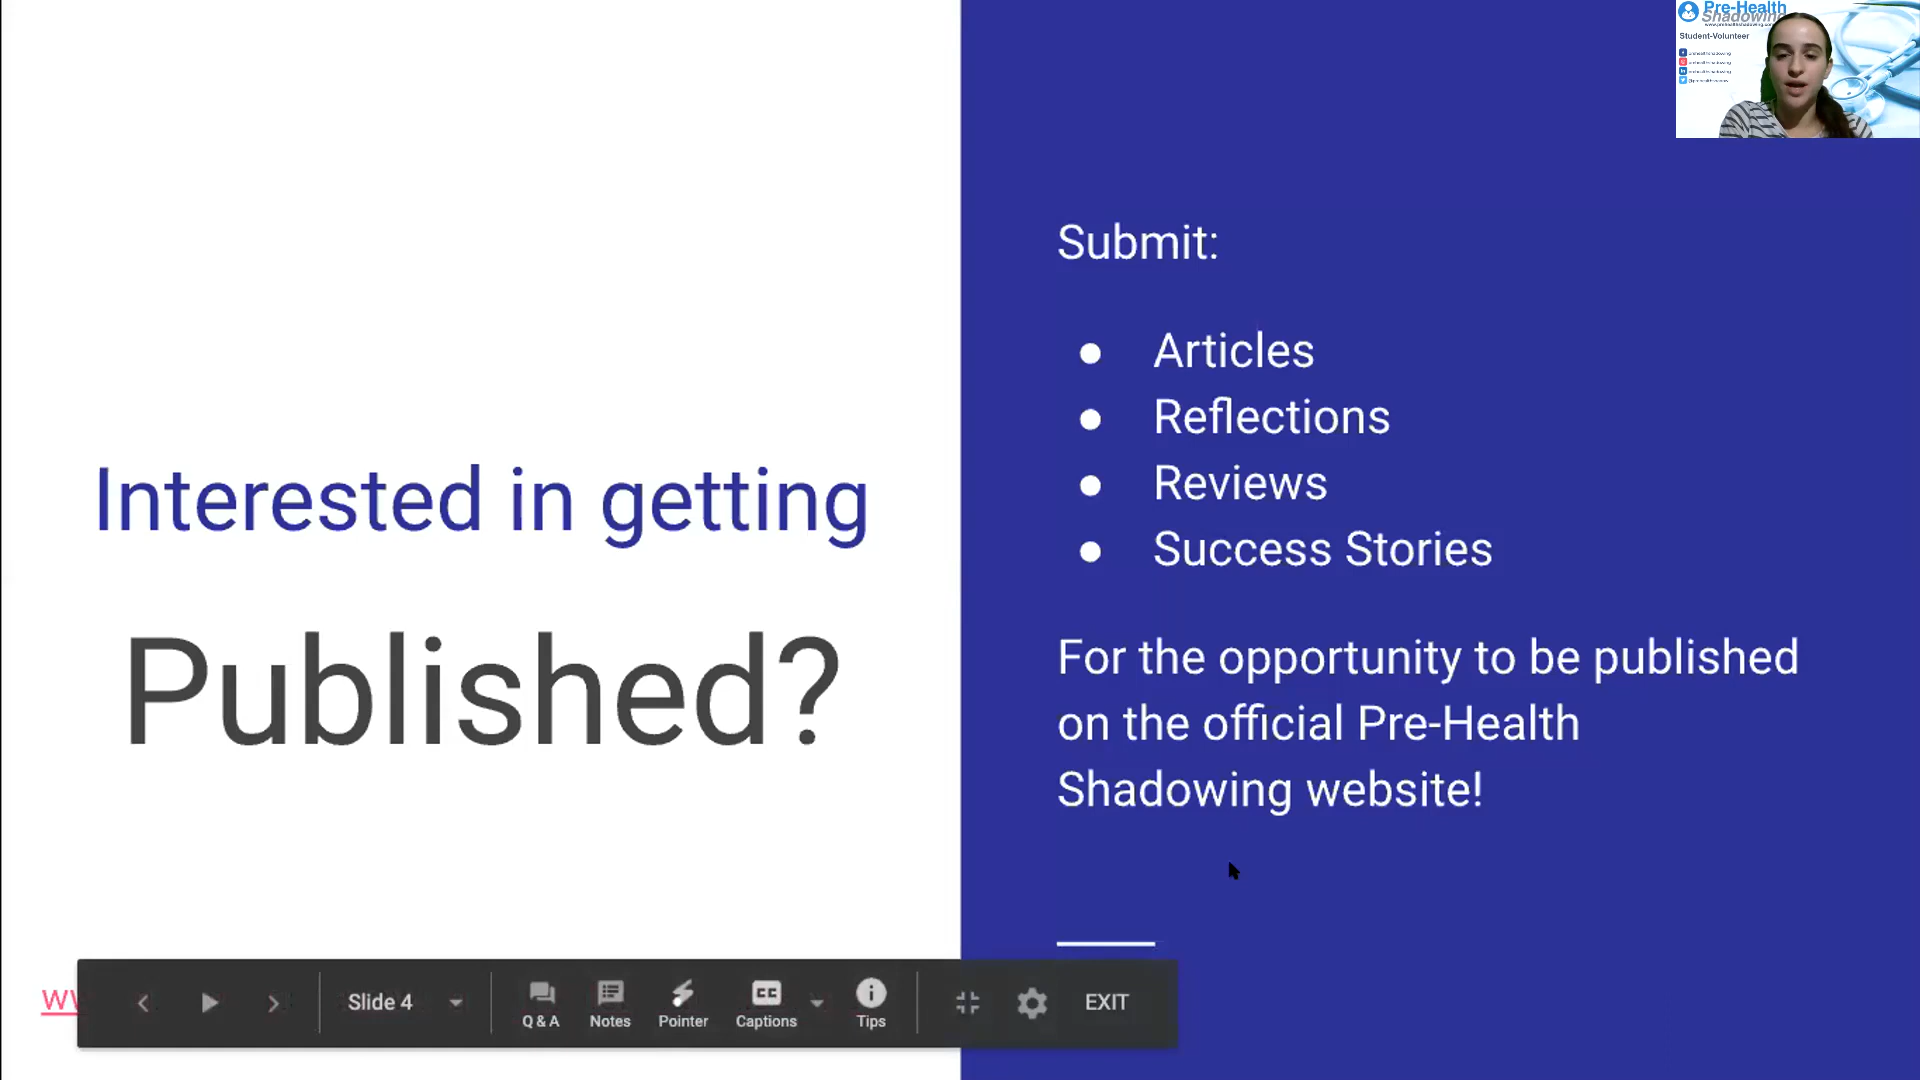 Pre-Health
Shadowing
Student-Volunteer
Submit:
● Articles
● Reflections
● Reviews
● Success Stories
For the opportunity to be published
on the official Pre-Health
Shadowing website!
Interested in getting
Published?
Slide 4
Q & A
Notes
Pointer
Captions
Tips
EXIT